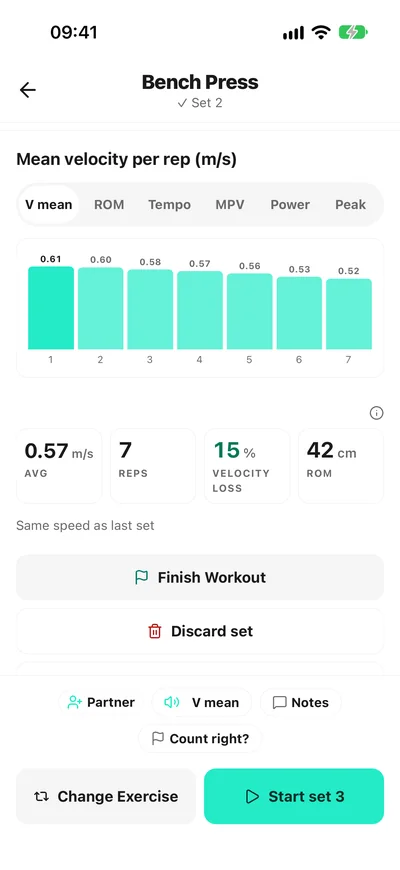 09:41
Bench Press
✓ Set 2
Mean velocity per rep (m/s)
V mean ROM Tempo MPV Power Peak
0.61 0.60 0.58 0.57 0.56 0.53 0.52
1 2 3 4 5 6 7
0.57 m/s 7 15 % 42 cm
AVG REPS VELOCITY LOSS ROM
Same speed as last set
Finish Workout
Discard set
Partner V mean Notes
Count right?
Change Exercise Start set 3